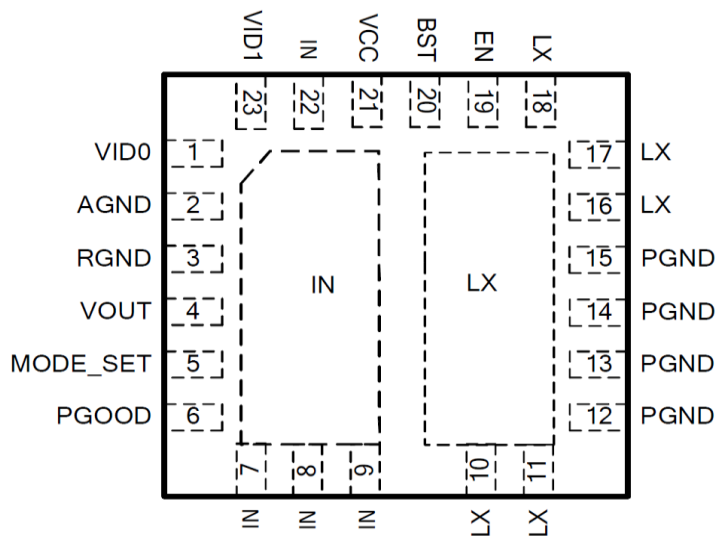 VID1 IN VCC BST EN LX
23 22 21 20 19 18
VID0 1 17 LX
AGND 2 16 LX
RGND 3 15 PGND
IN LX
VOUT 4 14 PGND
MODE_SET 5 13 PGND
PGOOD 6 12 PGND
7 8 9 10 11
IN IN IN LX LX